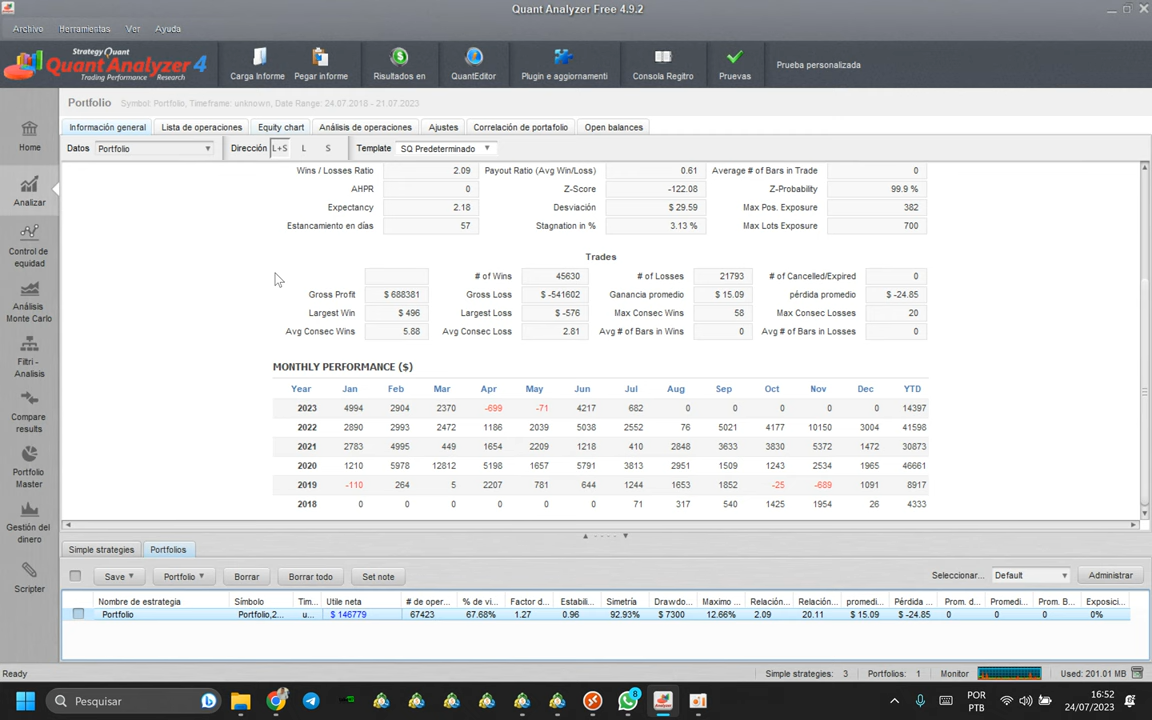 Quant Analyzer Free 4.9.2
Archivo Herramientas Ver Ayuda
StrategyQuant
QuantAnalyzer 4
Trading Performance Research
Carga Informe Pegar informe Risultados en QuantEditor Plugin e aggiornamenti Consola Regitro Pruevas Prueba personalizada
Portfolio Symbol: Portfolio, Timeframe: unknown, Date Range: 24.07.2018 - 21.07.2023
Información general Lista de operaciones Equity chart Análisis de operaciones Ajustes Correlación de portafolio Open balances
Datos Portfolio Dirección L+S L S Template SQ Predeterminado
Home
Analizar
Control de equidad
Análisis Monte Carlo
Filtri - Analisis
Compare results
Portfolio Master
Gestión del dinero
Scripter
Wins / Losses Ratio 2.09 Payout Ratio (Avg Win/Loss) 0.61 Average # of Bars in Trade 0
AHPR 0 Z-Score -122.08 Z-Probability 99.9 %
Expectancy 2.18 Desviación $ 29.59 Max Pos. Exposure 382
Estancamiento en días 57 Stagnation in % 3.13 % Max Lots Exposure 700
Trades
# of Wins 45630 # of Losses 21793 # of Cancelled/Expired 0
Gross Profit $ 688381 Gross Loss $ -541602 Ganancia promedio $ 15.09 pérdida promedio $ -24.85
Largest Win $ 496 Largest Loss $ -576 Max Consec Wins 58 Max Consec Losses 20
Avg Consec Wins 5.88 Avg Consec Loss 2.81 Avg # of Bars in Wins 0 Avg # of Bars in Losses 0
MONTHLY PERFORMANCE ($)
Year Jan Feb Mar Apr May Jun Jul Aug Sep Oct Nov Dec YTD
2023 4994 2904 2370 -699 -71 4217 682 0 0 0 0 0 14397
2022 2890 2993 2472 1186 2039 5038 2552 76 5021 4177 10150 3004 41598
2021 2783 4995 449 1654 2209 1218 410 2848 3633 3830 5372 1472 30873
2020 1210 5978 12812 5198 1657 5791 3813 2951 1509 1243 2534 1965 46661
2019 -110 264 5 2207 781 644 1244 1653 1852 -25 -689 1091 8917
2018 0 0 0 0 0 0 71 317 540 1425 1954 26 4333
Simple strategies Portfolios
Save Portfolio Borrar Borrar todo Set note Seleccionar... Default Administrar
Nombre de estrategia Símbolo Tim... Utile neta # de oper... % de vi... Factor d... Estabili... Simetría Drawdo... Maximo ... Relación... Relación... promedi... Pérdida ... Prom. d... Promedi... Prom. B... Exposici...
Portfolio Portfolio,2... u... $ 146779 67423 67.68% 1.27 0.96 92.93% $ 7300 12.66% 2.09 20.11 $ 15.09 $ -24.85 0 0 0 0%
Ready Simple strategies: 3 Portfolios: 1 Monitor Used: 201.01 MB
Pesquisar 8 POR PTB 16:52 24/07/2023